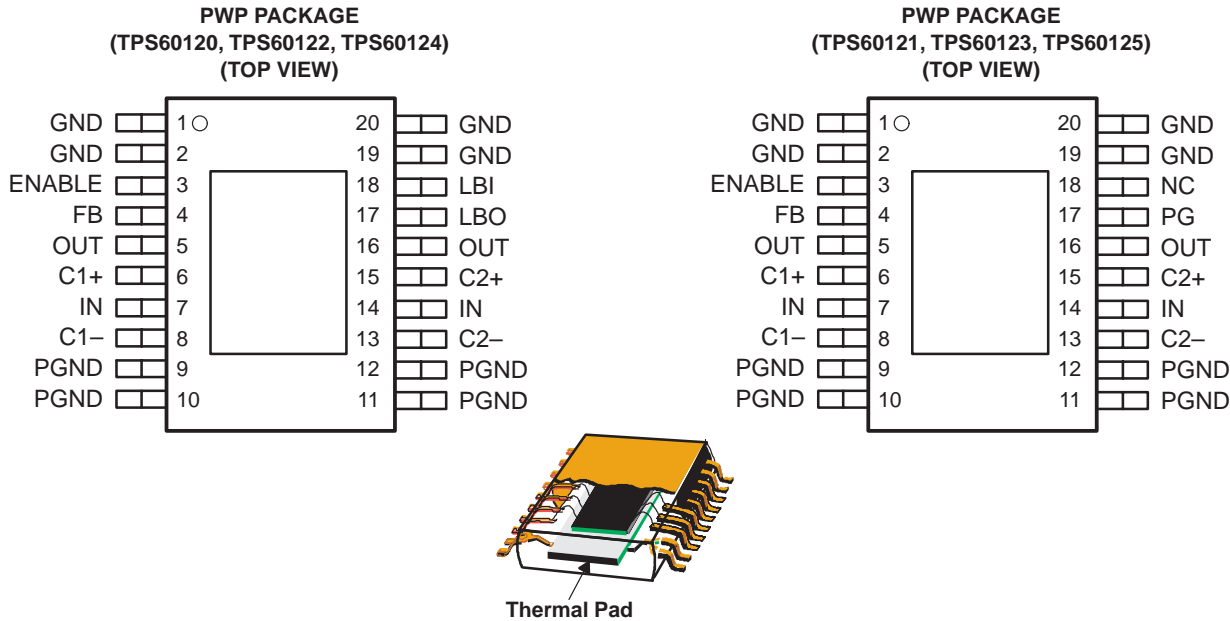 PWP PACKAGE
(TPS60120, TPS60122, TPS60124)
(TOP VIEW)
GND 1 20 GND
GND 2 19 GND
ENABLE 3 18 LBI
FB 4 17 LBO
OUT 5 16 OUT
C1+ 6 15 C2+
IN 7 14 IN
C1– 8 13 C2–
PGND 9 12 PGND
PGND 10 11 PGND
PWP PACKAGE
(TPS60121, TPS60123, TPS60125)
(TOP VIEW)
GND 1 20 GND
GND 2 19 GND
ENABLE 3 18 NC
FB 4 17 PG
OUT 5 16 OUT
C1+ 6 15 C2+
IN 7 14 IN
C1– 8 13 C2–
PGND 9 12 PGND
PGND 10 11 PGND
Thermal Pad